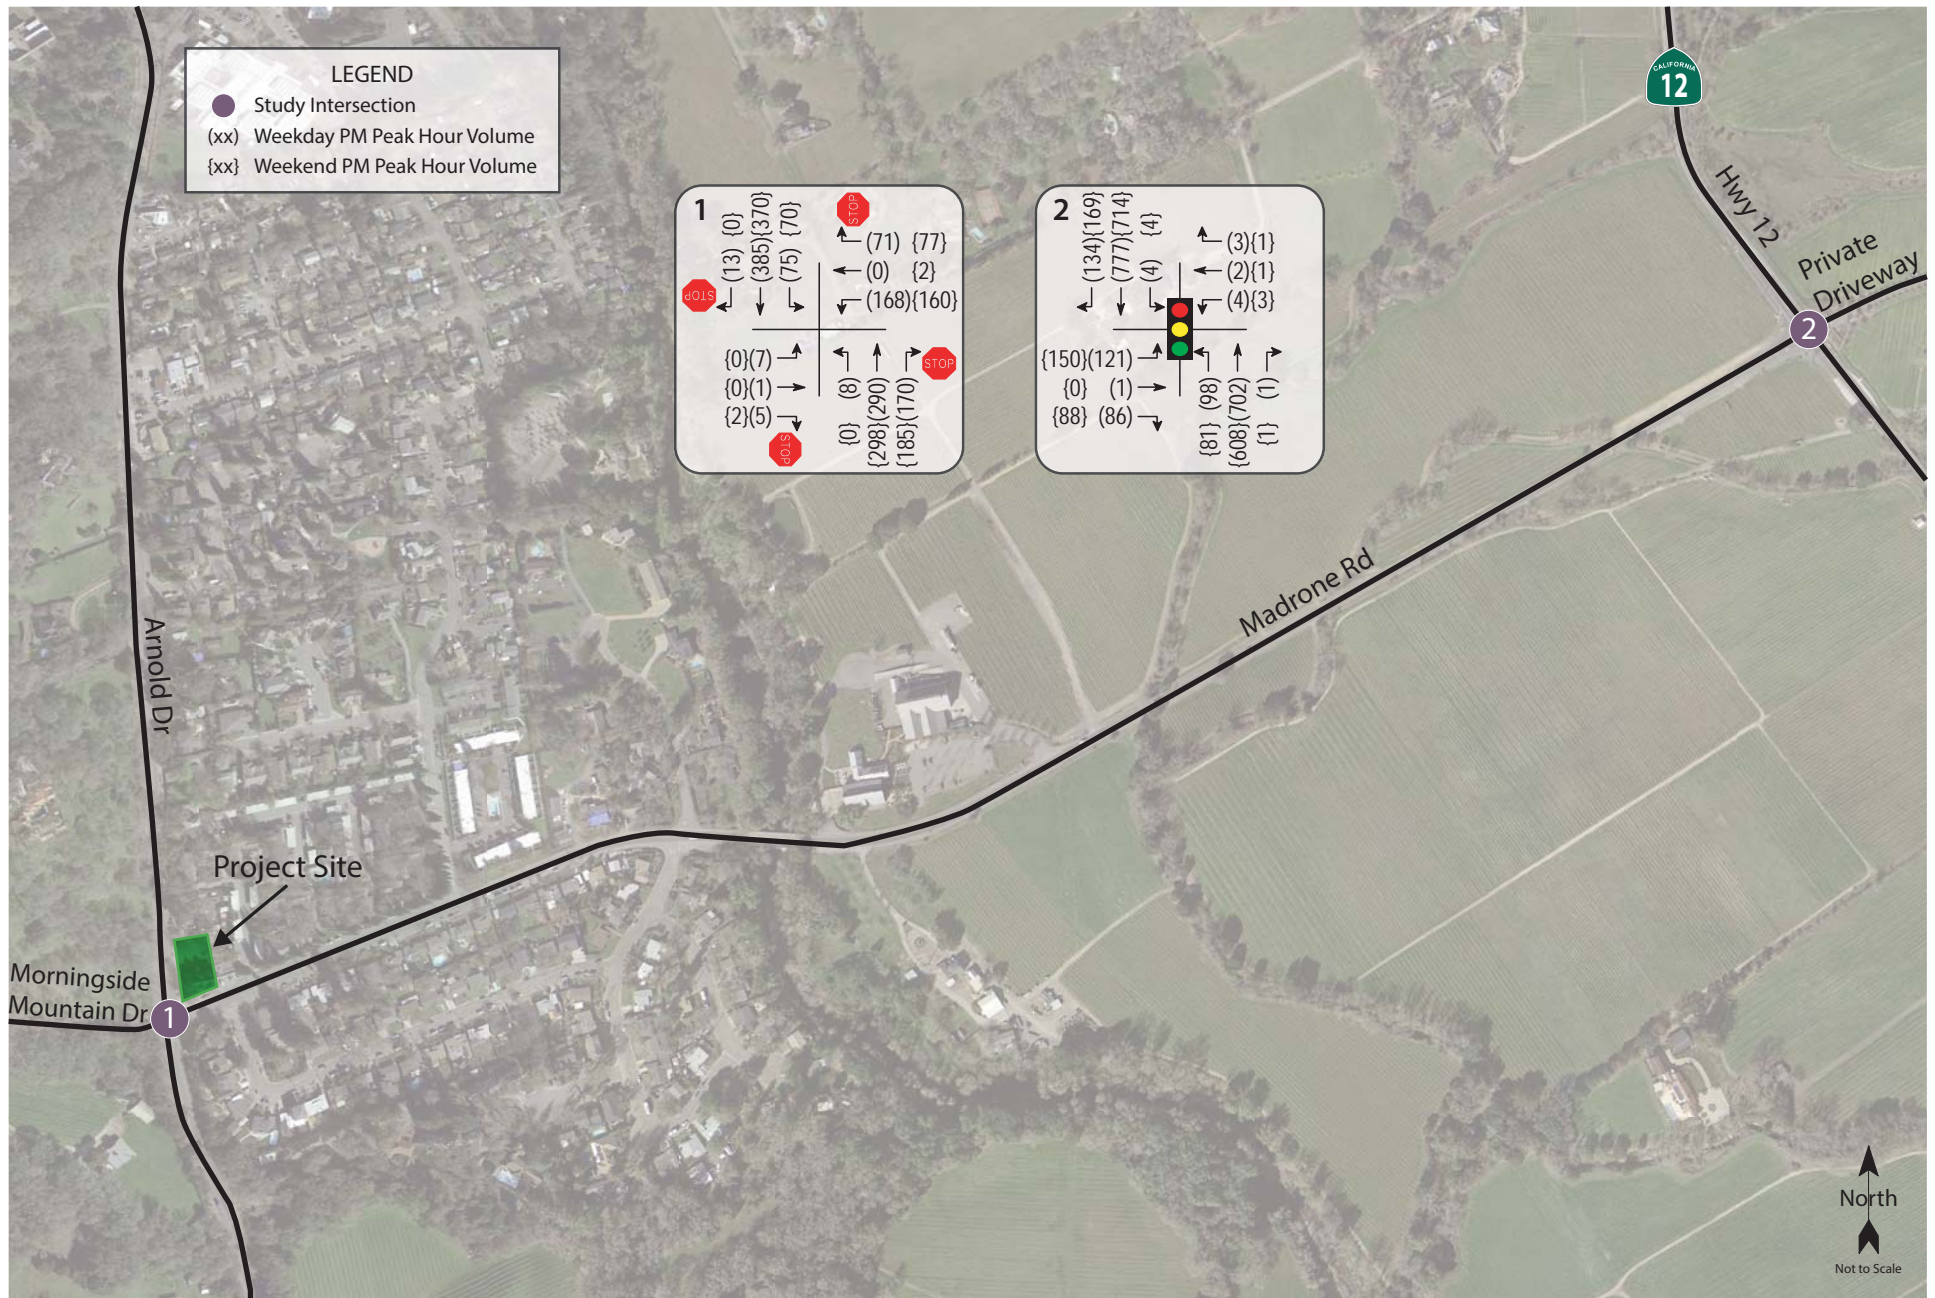 LEGEND
Study Intersection
(xx) Weekday PM Peak Hour Volume
{xx} Weekend PM Peak Hour Volume
CALIFORNIA
12
Hwy 12
Private
Driveway
2
1
STOP
(13) {0}
(385){370}
(75) {70}
(71) {77}
(0) {2}
(168){160}
STOP
{0}(7)
{0}(1)
{2}(5)
STOP
{0} (8)
{298}(290)
{185}(170)
STOP
2
(134){169}
(777){714}
(4) {4}
(3){1}
(2){1}
(4){3}
{150}(121)
{0} (1)
{88} (86)
{81} (98)
{608}(702)
{1} (1)
Madrone Rd
Arnold Dr
Project Site
Morningside
Mountain Dr
1
North
Not to Scale